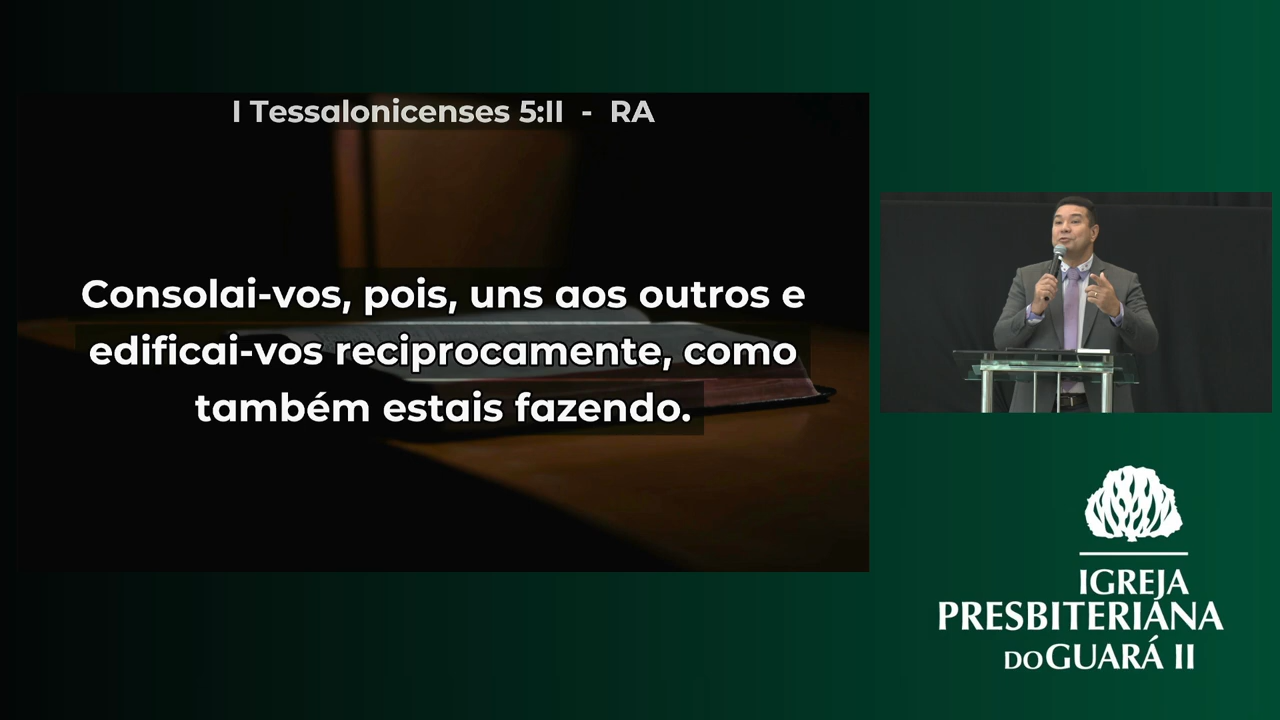 I Tessalonicenses 5:II - RA
Consolai-vos, pois, uns aos outros e
edificai-vos reciprocamente, como
também estais fazendo.
IGREJA
PRESBITERIANA
DO GUARÁ II